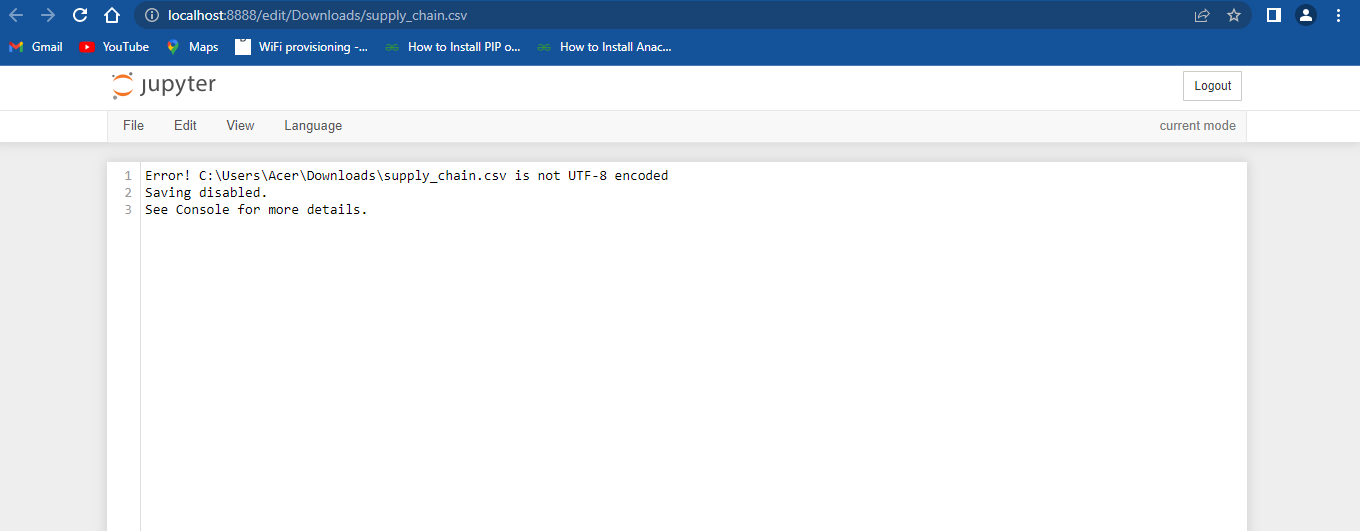 localhost:8888/edit/Downloads/supply_chain.csv
Gmail YouTube Maps WiFi provisioning -... How to Install PIP o... How to Install Anac...
jupyter
Logout
File Edit View Language current mode
1 Error! C:\Users\Acer\Downloads\supply_chain.csv is not UTF-8 encoded
2 Saving disabled.
3 See Console for more details.